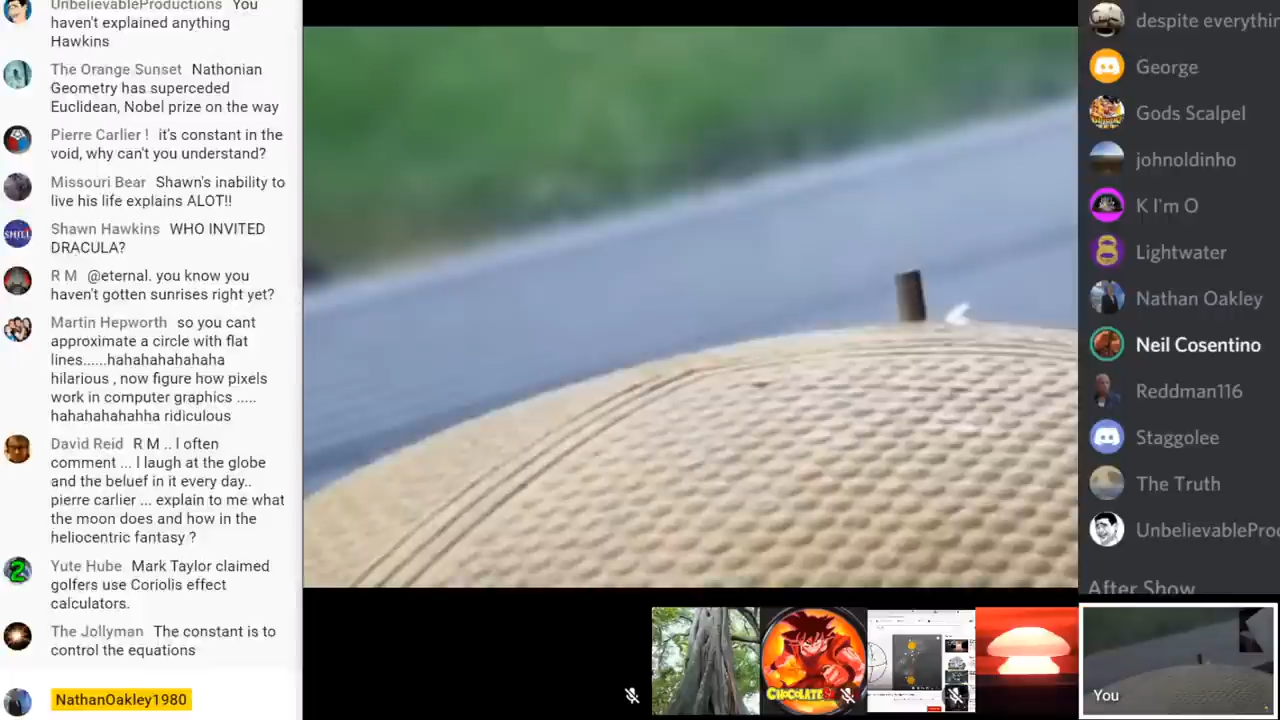 UnbelievableProductions You
haven't explained anything
Hawkins
The Orange Sunset Nathonian
Geometry has superceded
Euclidean, Nobel prize on the way
Pierre Carlier ! it's constant in the
void, why can't you understand?
Missouri Bear Shawn's inability to
live his life explains ALOT!!
SHILL
Shawn Hawkins WHO INVITED
DRACULA?
R M @eternal. you know you
haven't gotten sunrises right yet?
Martin Hepworth so you cant
approximate a circle with flat
lines......hahahahahaha
hilarious , now figure how pixels
work in computer graphics .....
hahahahahha ridiculous
David Reid R M .. I often
comment ... I laugh at the globe
and the beluef in it every day..
pierre carlier ... explain to me what
the moon does and how in the
heliocentric fantasy ?
2
Yute Hube Mark Taylor claimed
golfers use Coriolis effect
calculators.
The Jollyman The constant is to
control the equations
NathanOakley1980
CHOCOLATE
despite everythin
George
Gods Scalpel
johnoldinho
K I'm O
Lightwater
Nathan Oakley
Neil Cosentino
Reddman116
Staggolee
The Truth
UnbelievableProd
After Show
You